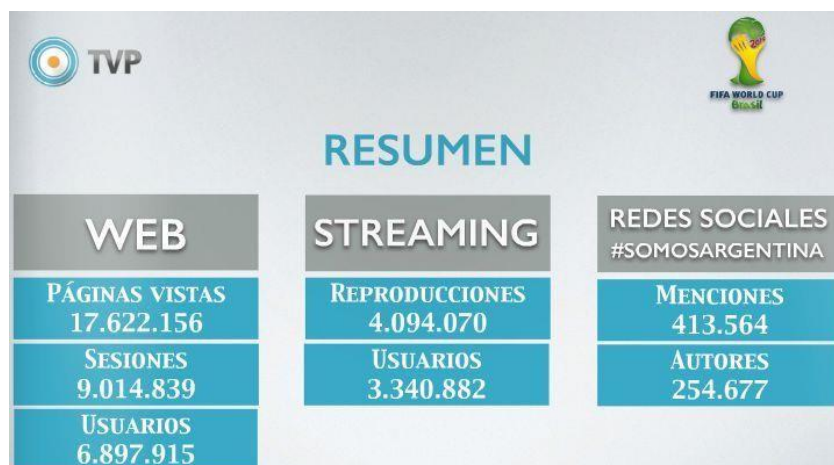 TVP
2014
FIFA WORLD CUP
Brasil
RESUMEN
WEB
PÁGINAS VISTAS
17.622.156
SESIONES
9.014.839
USUARIOS
6.897.915
STREAMING
REPRODUCCIONES
4.094.070
USUARIOS
3.340.882
REDES SOCIALES
#SOMOSARGENTINA
MENCIONES
413.564
AUTORES
254.677